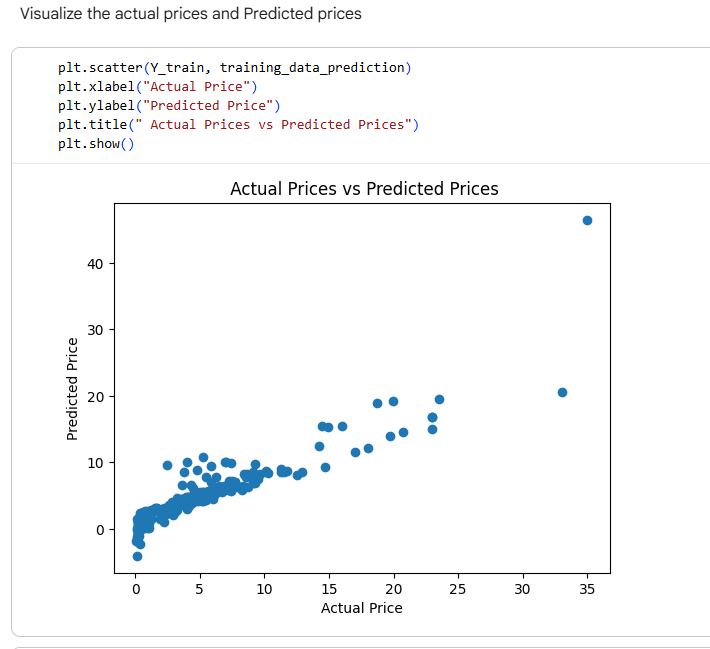 Visualize the actual prices and Predicted prices
plt.scatter(Y_train, training_data_prediction)
plt.xlabel("Actual Price")
plt.ylabel("Predicted Price")
plt.title(" Actual Prices vs Predicted Prices")
plt.show()
Actual Prices vs Predicted Prices
40
30
20
10
0
Predicted Price
0 5 10 15 20 25 30 35
Actual Price